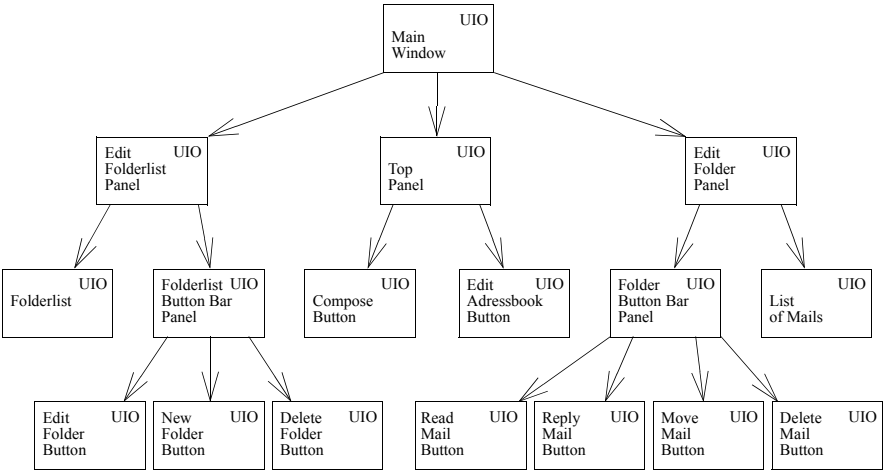 UIO
Main
Window
Edit UIO
Folderlist
Panel
UIO
Top
Panel
Edit UIO
Folder
Panel
UIO
Folderlist
Folderlist UIO
Button Bar
Panel
UIO
Compose
Button
Edit UIO
Adressbook
Button
Folder UIO
Button Bar
Panel
UIO
List
of Mails
Edit UIO
Folder
Button
New UIO
Folder
Button
Delete UIO
Folder
Button
Read UIO
Mail
Button
Reply UIO
Mail
Button
Move UIO
Mail
Button
Delete UIO
Mail
Button